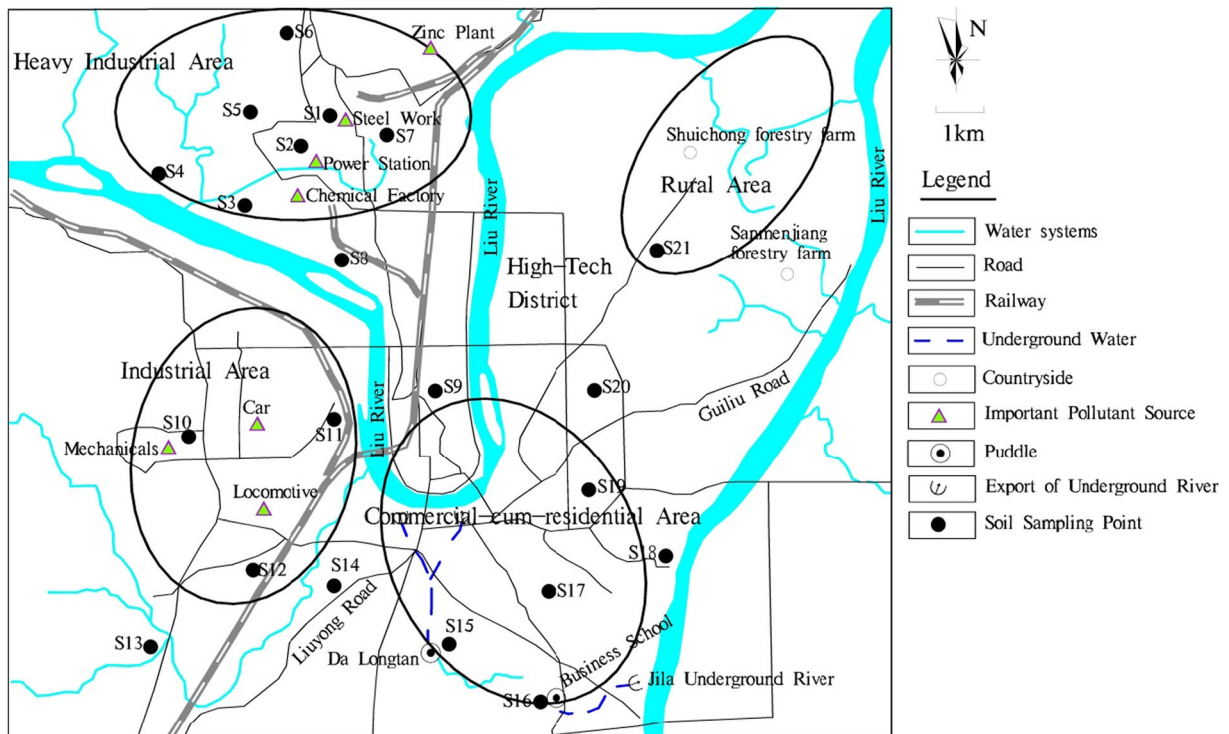 S6
Zinc Plant
Heavy Industrial Area
S5
S1
Steel Work
S7
S2
Power Station
S4
Chemical Factory
S3
S8
Liu River
High-Tech
District
Shuichong forestry farm
Rural Area
Sanmenjiang
forestry farm
S21
Liu River
Industrial Area
Car
S10
S11
Mechanicals
Locomctive
Liu River
S9
S20
Guiliu Road
S19
Commercial-cum-residential Area
S18
S12
S14
S17
Liuyong Road
S13
S15
Da Longtan
Business School
S16
Jila Underground River
N
1km
Legend
Water systems
Road
Railway
Underground Water
Countryside
Important Pollutant Source
Puddle
Export of Underground River
Soil Sampling Point